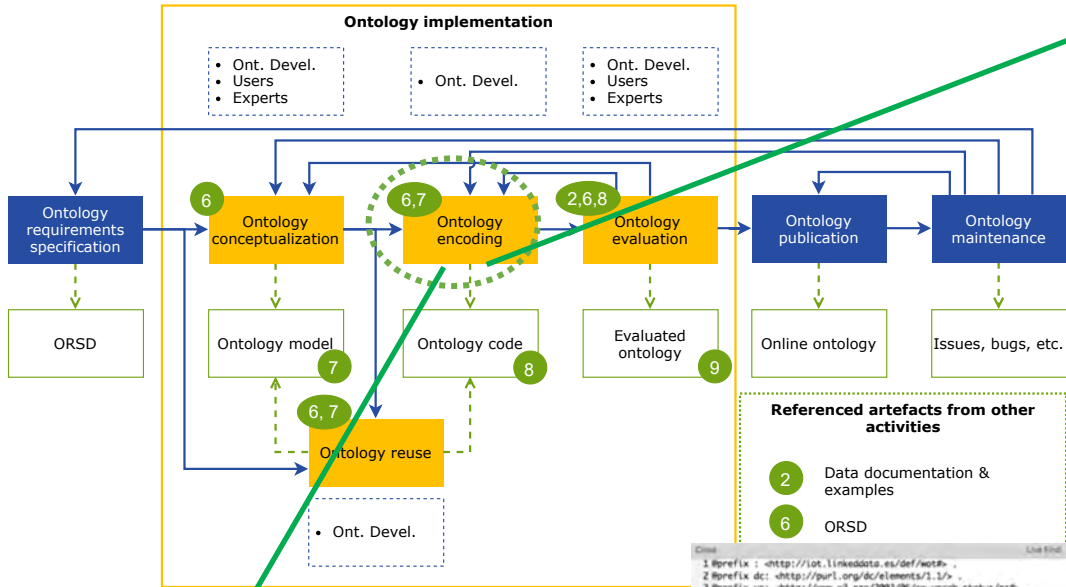 Ontology implementation
• Ont. Devel.
• Users
• Experts
• Ont. Devel.
• Ont. Devel.
• Users
• Experts
6
6,7
2,6,8
Ontology
requirements
specification
Ontology
conceptualization
Ontology
encoding
Ontology
evaluation
Ontology
publication
Ontology
maintenance
ORSD
Ontology model
7
Ontology code
8
Evaluated
ontology
9
Online ontology
Issues, bugs, etc.
6, 7
Ontology reuse
• Ont. Devel.
Referenced artefacts from other
activities
2
Data documentation &
examples
6
ORSD
Close
Live Find
1 @prefix : <http://iot.linkeddata.es/def/wot#> .
2 @prefix dc: <http://purl.org/dc/elements/1.1/> .